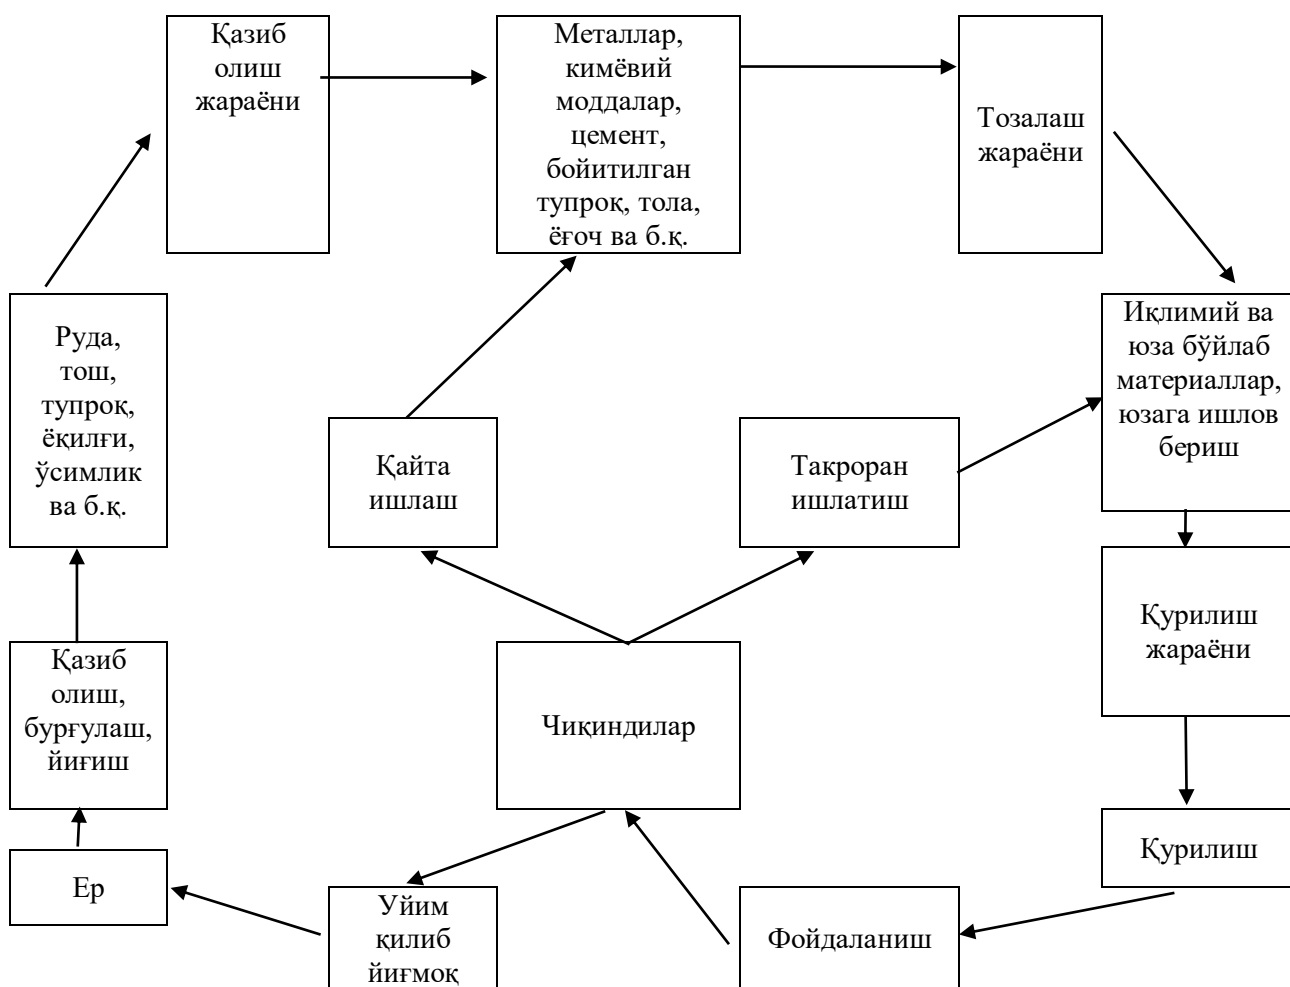 Қазиб
олиш
жараёни
Металлар,
кимёвий
моддалар,
цемент,
бойитилган
тупроқ, тола,
ёғоч ва б.қ.
Тозалаш
жараёни
Руда,
тош,
тупроқ,
ёқилғи,
ўсимлик
ва б.қ.
Қайта
ишлаш
Такроран
ишлатиш
Иқлимий ва
юза бўйлаб
материаллар,
юзага ишлов
бериш
Қазиб
олиш,
бурғулаш,
йиғиш
Чиқиндилар
Қурилиш
жараёни
Ер
Уйим
қилиб
йиғмоқ
Фойдаланиш
Қурилиш